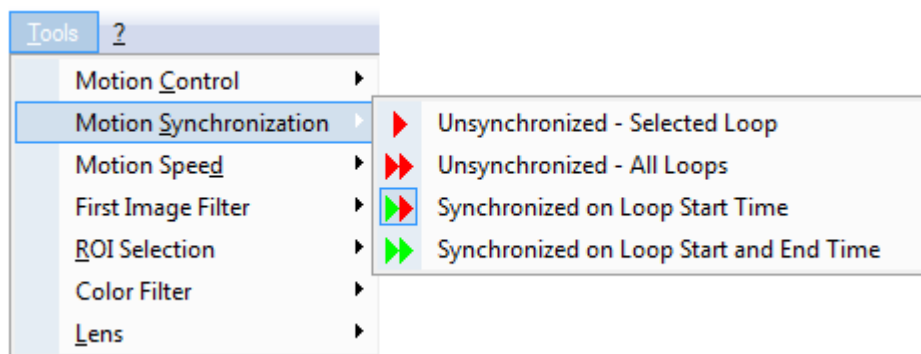 Tools ?
Motion Control
Motion Synchronization
Motion Speed
First Image Filter
ROI Selection
Color Filter
Lens
Unsynchronized - Selected Loop
Unsynchronized - All Loops
Synchronized on Loop Start Time
Synchronized on Loop Start and End Time